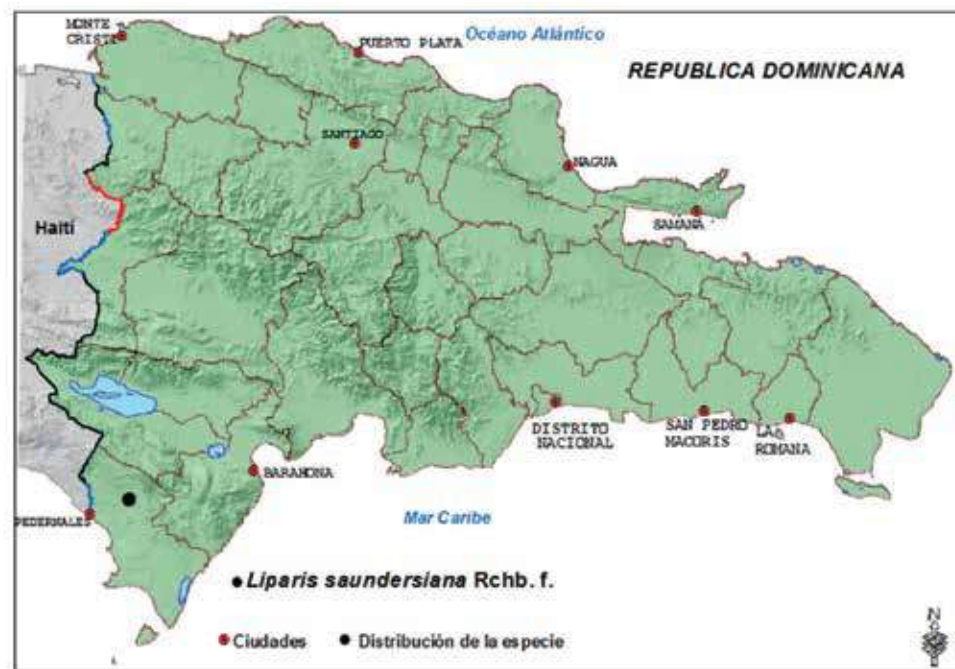 MONTE
CRISTI
PUERTO PLATA
Océano Atlántico
REPUBLICA DOMINICANA
SANTIAGO
NAGUA
SAMANÁ
Haití
DISTRITO
NACIONAL
SAN PEDRO
MACORIS
LA
ROMANA
BARAHONA
PEDERNALES
Mar Caribe
Liparis saundersiana Rchb. f.
Ciudades
Distribución de la especie
N